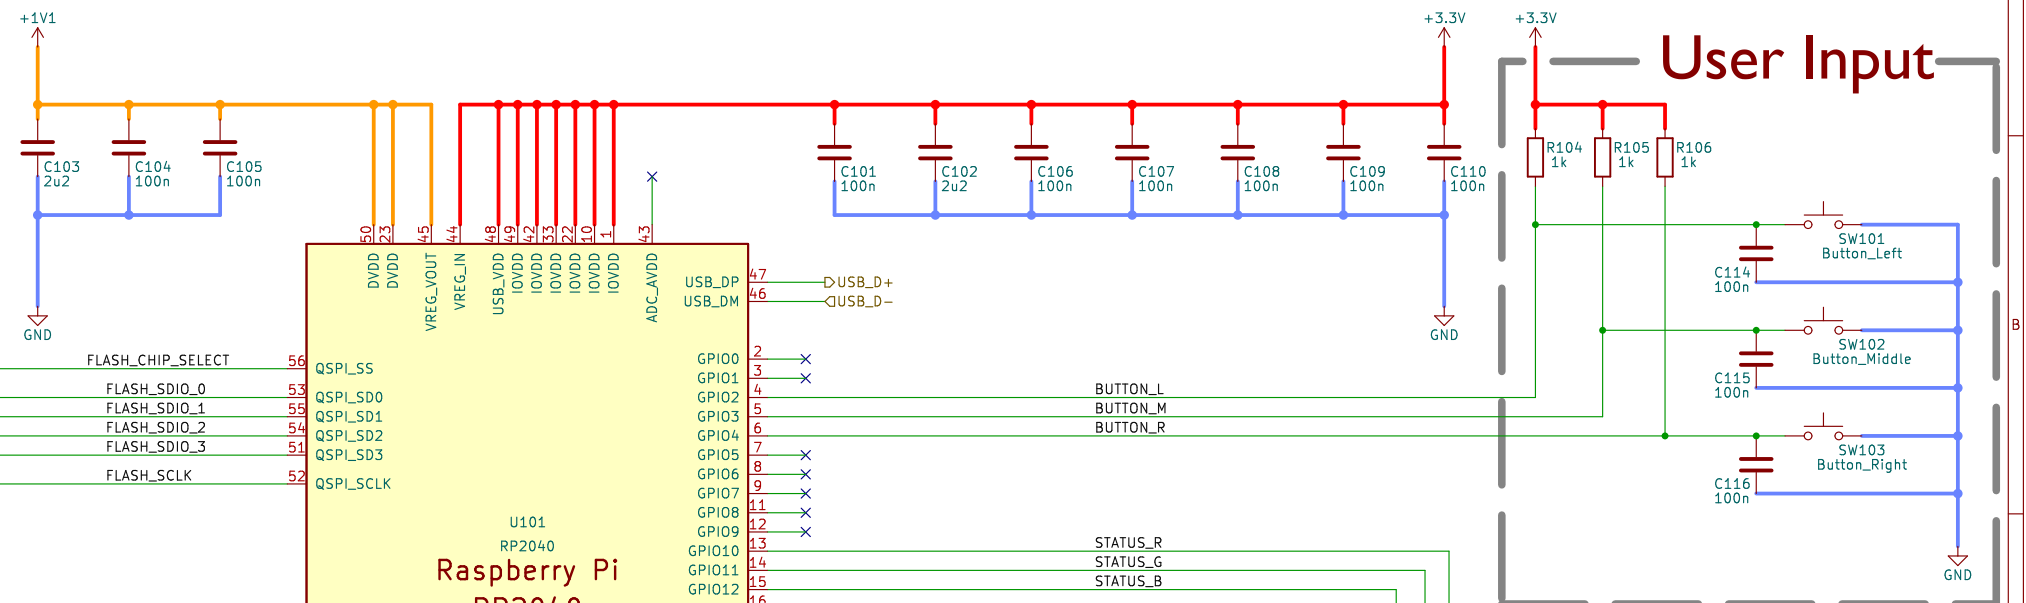 +1V1
+3.3V
+3.3V
User Input
C103
2u2
C104
100n
C105
100n
C101
100n
C102
2u2
C106
100n
C107
100n
C108
100n
C109
100n
C110
100n
R104
1k
R105
1k
R106
1k
50
23
45
44
48
49
42
33
22
10
1
43
DVDD
DVDD
VREG_VOUT
VREG_IN
USB_VDD
IOVDD
IOVDD
IOVDD
IOVDD
IOVDD
IOVDD
ADC_AVDD
GND
GND
USB_DP 47 USB_D+
USB_DM 46 USB_D-
SW101
Button_Left
C114
100n
SW102
Button_Middle
C115
100n
SW103
Button_Right
C116
100n
GND
B
FLASH_CHIP_SELECT 56 QSPI_SS
FLASH_SDIO_0 53 QSPI_SD0
FLASH_SDIO_1 55 QSPI_SD1
FLASH_SDIO_2 54 QSPI_SD2
FLASH_SDIO_3 51 QSPI_SD3
FLASH_SCLK 52 QSPI_SCLK
GPIO0 2
GPIO1 3
GPIO2 4 BUTTON_L
GPIO3 5 BUTTON_M
GPIO4 6 BUTTON_R
GPIO5 7
GPIO6 8
GPIO7 9
GPIO8 11
GPIO9 12
GPIO10 13 STATUS_R
GPIO11 14 STATUS_G
GPIO12 15 STATUS_B
16
U101
RP2040
Raspberry Pi
RP2040